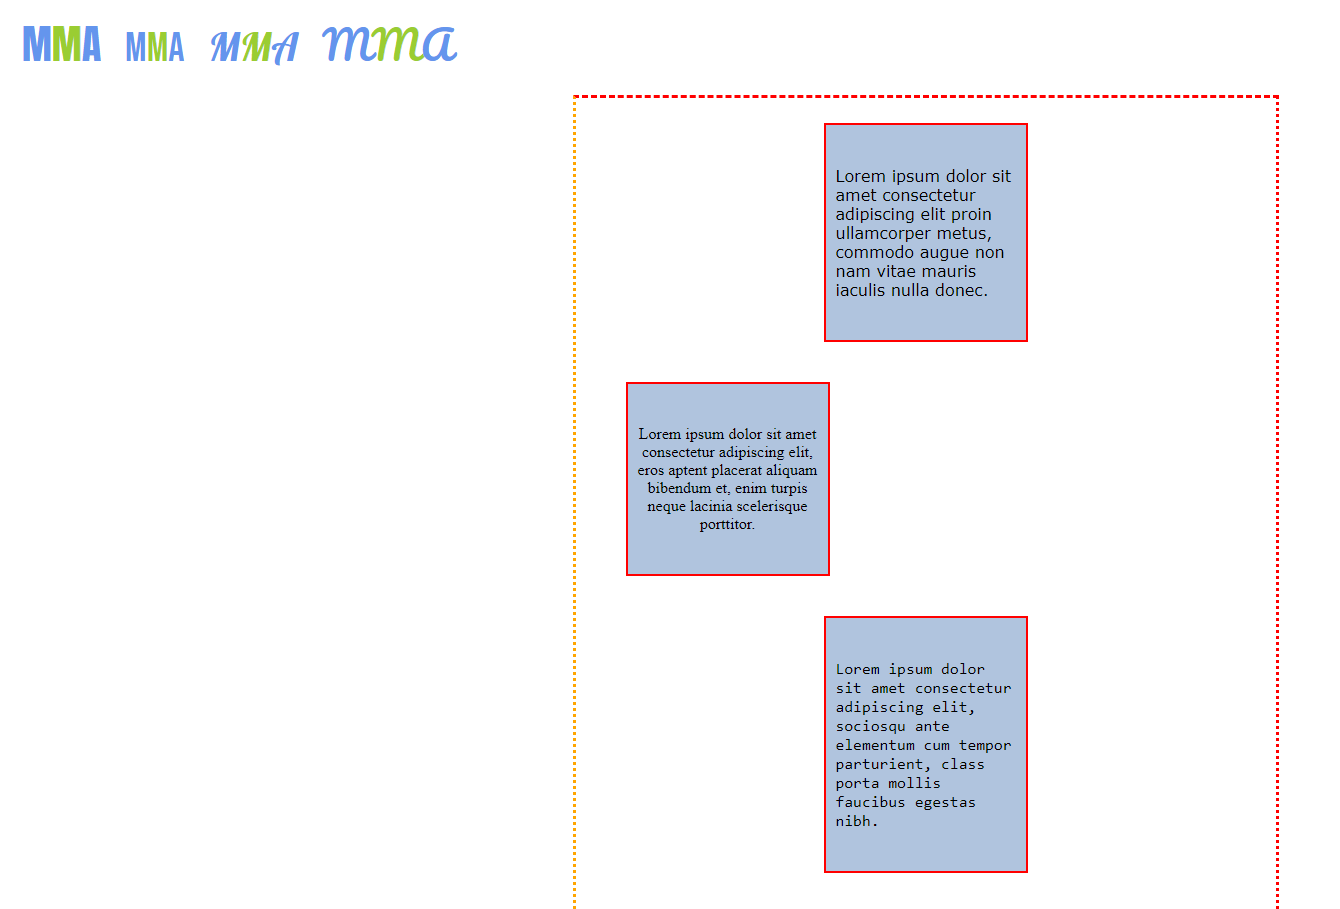 MMA MMA MMA mma
Lorem ipsum dolor sit
amet consectetur
adipiscing elit proin
ullamcorper metus,
commodo augue non
nam vitae mauris
iaculis nulla donec.
Lorem ipsum dolor sit amet
consectetur adipiscing elit,
eros aptent placerat aliquam
bibendum et, enim turpis
neque lacinia scelerisque
porttitor.
Lorem ipsum dolor
sit amet consectetur
adipiscing elit,
sociosqu ante
elementum cum tempor
parturient, class
porta mollis
faucibus egestas
nibh.